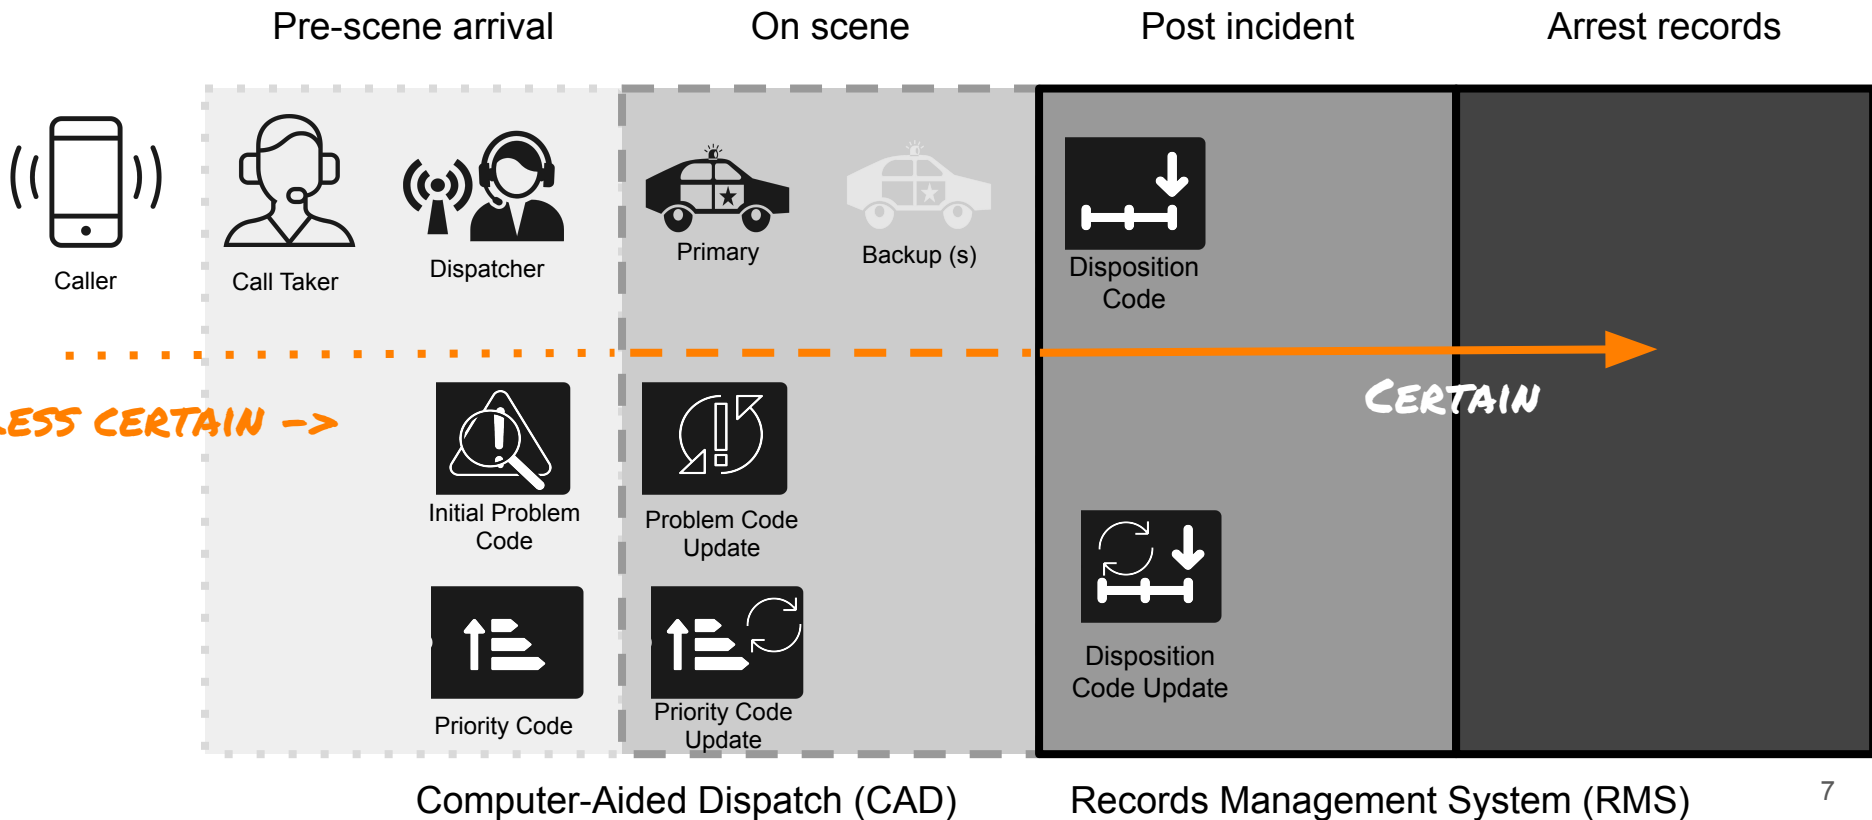 Pre-scene arrival
On scene
Post incident
Arrest records
Caller
Call Taker
Dispatcher
Primary
Backup (s)
Disposition
Code
CERTAIN ->
CERTAIN
Initial Problem
Code
Problem Code
Update
Priority Code
Priority Code
Update
Disposition
Code Update
Computer-Aided Dispatch (CAD)
Records Management System (RMS)
7